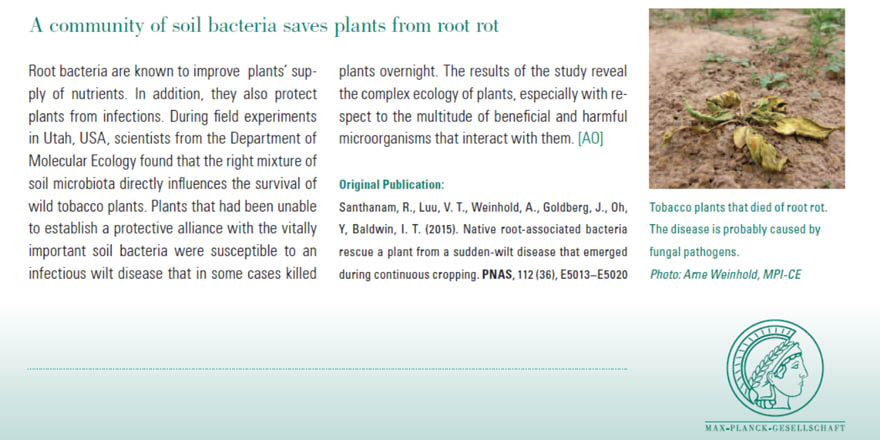 A community of soil bacteria saves plants from root rot
Root bacteria are known to improve plants' sup-
ply of nutrients. In addition, they also protect
plants from infections. During field experiments
in Utah, USA, scientists from the Department of
Molecular Ecology found that the right mixture of
soil microbiota directly influences the survival of
wild tobacco plants. Plants that had been unable
to establish a protective alliance with the vitally
important soil bacteria were susceptible to an
infectious wilt disease that in some cases killed
plants overnight. The results of the study reveal
the complex ecology of plants, especially with re-
spect to the multitude of beneficial and harmful
microorganisms that interact with them. [AO]
Original Publication:
Santhanam, R., Luu, V. T., Weinhold, A., Goldberg, J., Oh,
Y., Baldwin, I. T. (2015). Native root-associated bacteria
rescue a plant from a sudden-wilt disease that emerged
during continuous cropping. PNAS, 112 (36), E5013–E5020
Tobacco plants that died of root rot.
The disease is probably caused by
fungal pathogens.
Photo: Arne Weinhold, MPI-CE
MAX-PLANCK-GESELLSCHAFT